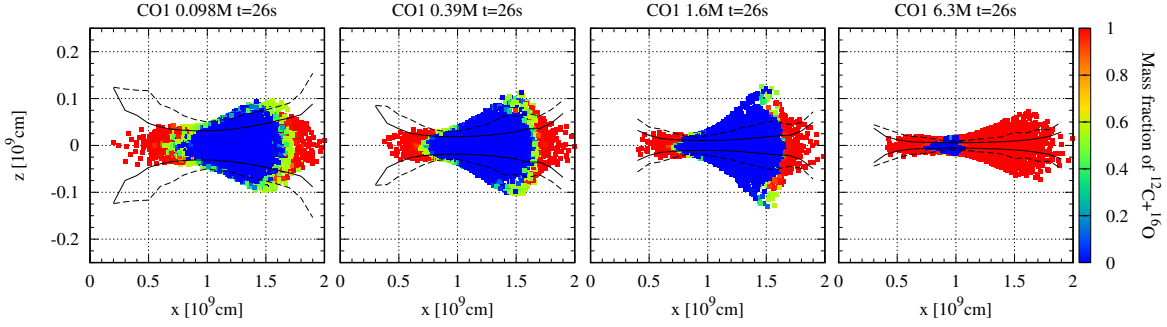 CO1 0.098M t=26s
CO1 0.39M t=26s
CO1 1.6M t=26s
CO1 6.3M t=26s
z [10⁹cm]
0.2
0.1
0
-0.1
-0.2
0 0.5 1 1.5 2
x [10⁹cm]
0 0.5 1 1.5 2
x [10⁹cm]
0 0.5 1 1.5 2
x [10⁹cm]
0 0.5 1 1.5 2
x [10⁹cm]
1
0.8
0.6
0.4
0.2
0
Mass fraction of ¹²C+¹⁶O